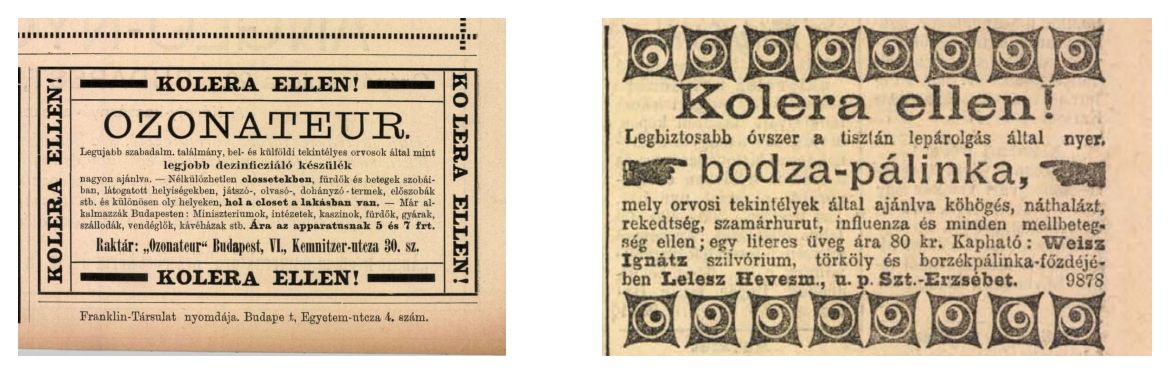 KOLERA ELLEN!
KOLERA ELLEN!
OZONATEUR.
Legujabb szabadalm. találmány, bel- és külföldi tekintélyes orvosok által mint
legjobb dezinficziáló készülék
nagyon ajánlva. — Nélkülözhetlen clossetekben, fürdők és betegek szobái-
ban, látogatott helyiségekben, játszó-, olvasó-, dohányzó-termek, előszobák
stb. és különösen oly helyeken, hol a closet a lakásban van. — Már al-
kalmazzák Budapesten: Miniszteriumok, intézetek, kaszinok, fürdők, gyárak,
szállodák, vendéglők, kávéházak stb. Ára az apparatusnak 5 és 7 frt.
Raktár: „Ozonateur“ Budapest, VI., Kemnitzer-utcza 30. sz.
KOLERA ELLEN!
KOLERA ELLEN!
Franklin-Társulat nyomdája. Budape t, Egyetem-utcza 4. szám.
Kolera ellen!
Legbiztosabb óvszer a tisztán lepárolgás által nyer.
bodza-pálinka,
mely orvosi tekintélyek által ajánlva köhögés, náthalázt,
rekedtség, szamárhurut, influenza és minden mellbeteg-
ség ellen; egy literes üveg ára 80 kr. Kapható: Weisz
Ignátz szilvórium, törköly és borzékpálinka-főzdéjé-
ben Lelesz Hevesm., u. p. Szt.-Erzsébet. 9878